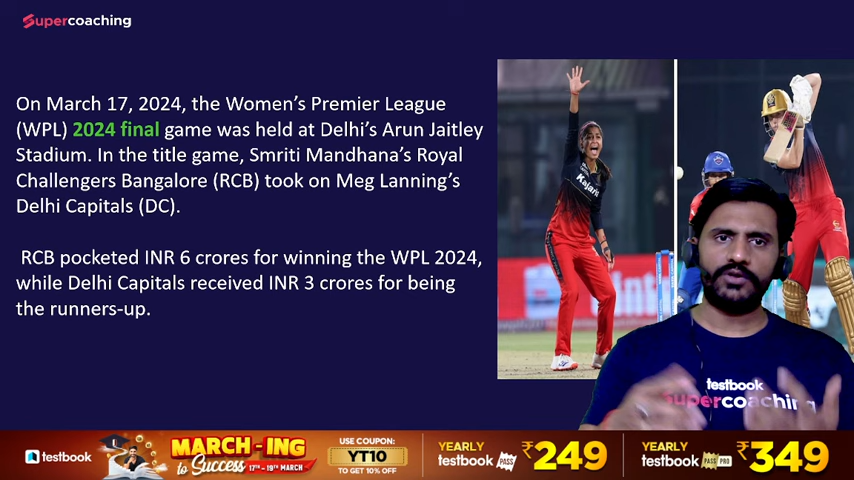 Supercoaching
On March 17, 2024, the Women's Premier League
(WPL) 2024 final game was held at Delhi's Arun Jaitley
Stadium. In the title game, Smriti Mandhana's Royal
Challengers Bangalore (RCB) took on Meg Lanning's
Delhi Capitals (DC).
RCB pocketed INR 6 crores for winning the WPL 2024,
while Delhi Capitals received INR 3 crores for being
the runners-up.
Kajaria
testbook
supercoaching
testbook
MARCH-ING
to Success
17TH - 19TH MARCH
USE COUPON:
YT10
TO GET 10% OFF
YEARLY
testbook PASS
₹249
YEARLY
testbook PASS PRO
₹349